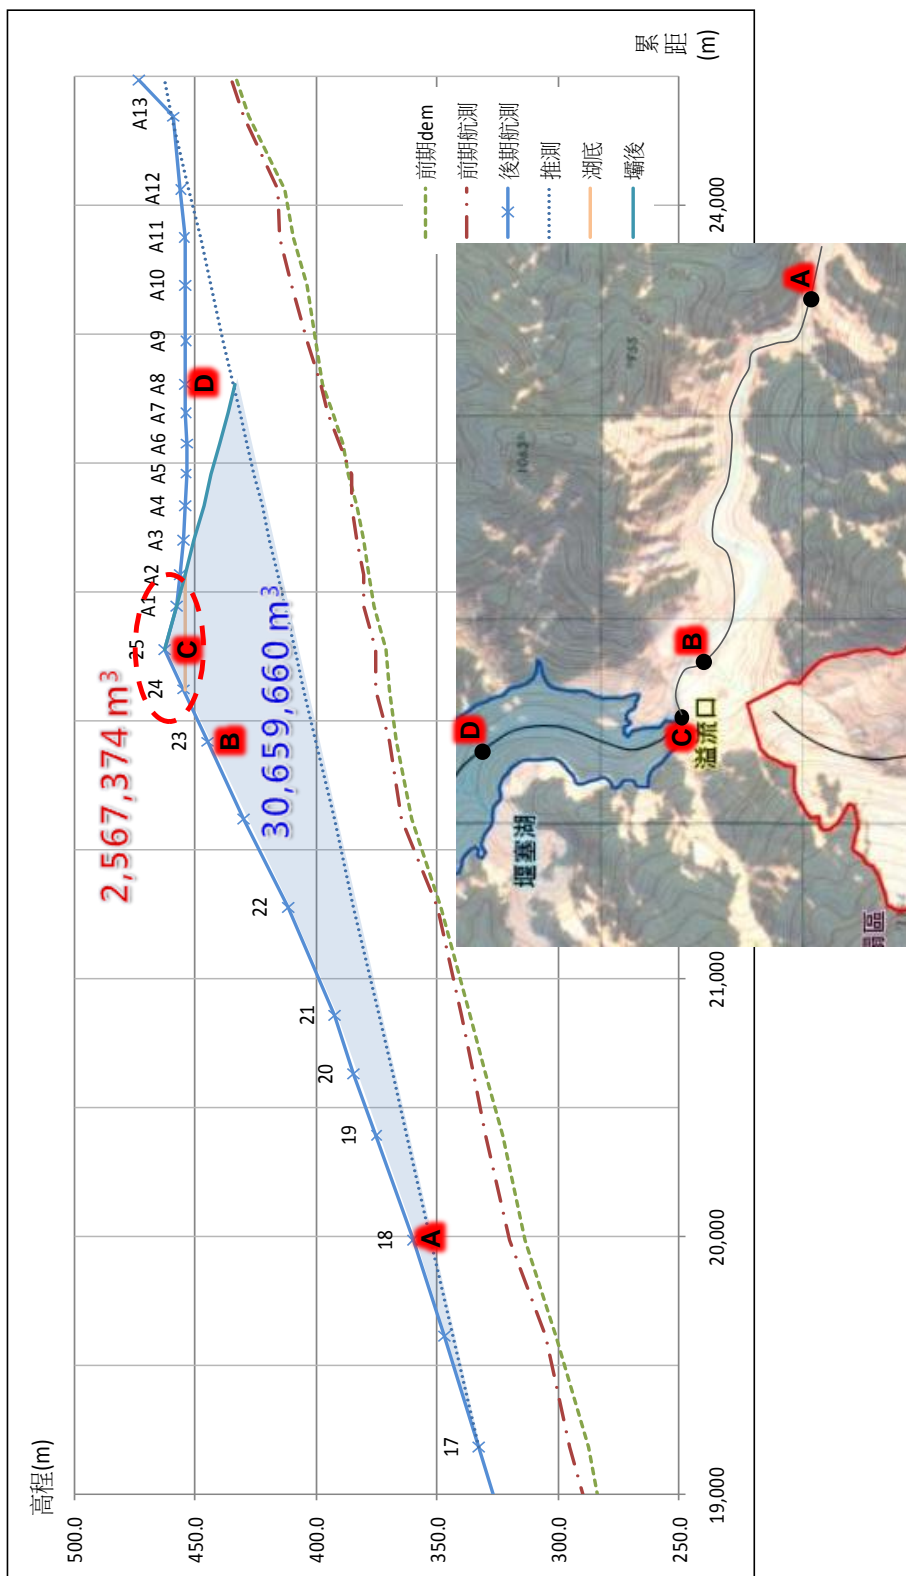 高程(m)
500.0
450.0
400.0
350.0
300.0
250.0
19,000
20,000
21,000
24,000
累距
(m)
17
18
19
20
21
22
23
24
25
A1
A2
A3
A4
A5
A6
A7
A8
A9
A10
A11
A12
A13
2,567,374 m³
30,659,660 m³
A
B
C
D
前期dem
前期航測
後期航測
推測
湖底
壩後
堰塞湖
溢流口
D
C
B
A
1063